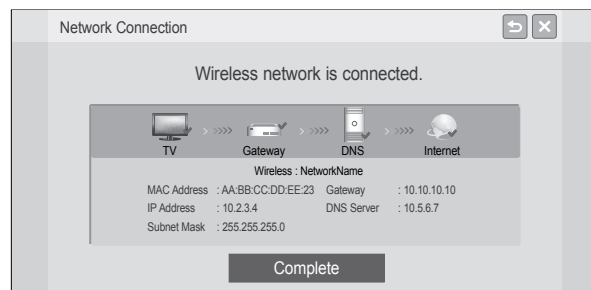 Network Connection
Wireless network is connected.
TV Gateway DNS Internet
Wireless : NetworkName
MAC Address : AA:BB:CC:DD:EE:23 Gateway : 10.10.10.10
IP Address : 10.2.3.4 DNS Server : 10.5.6.7
Subnet Mask : 255.255.255.0
Complete